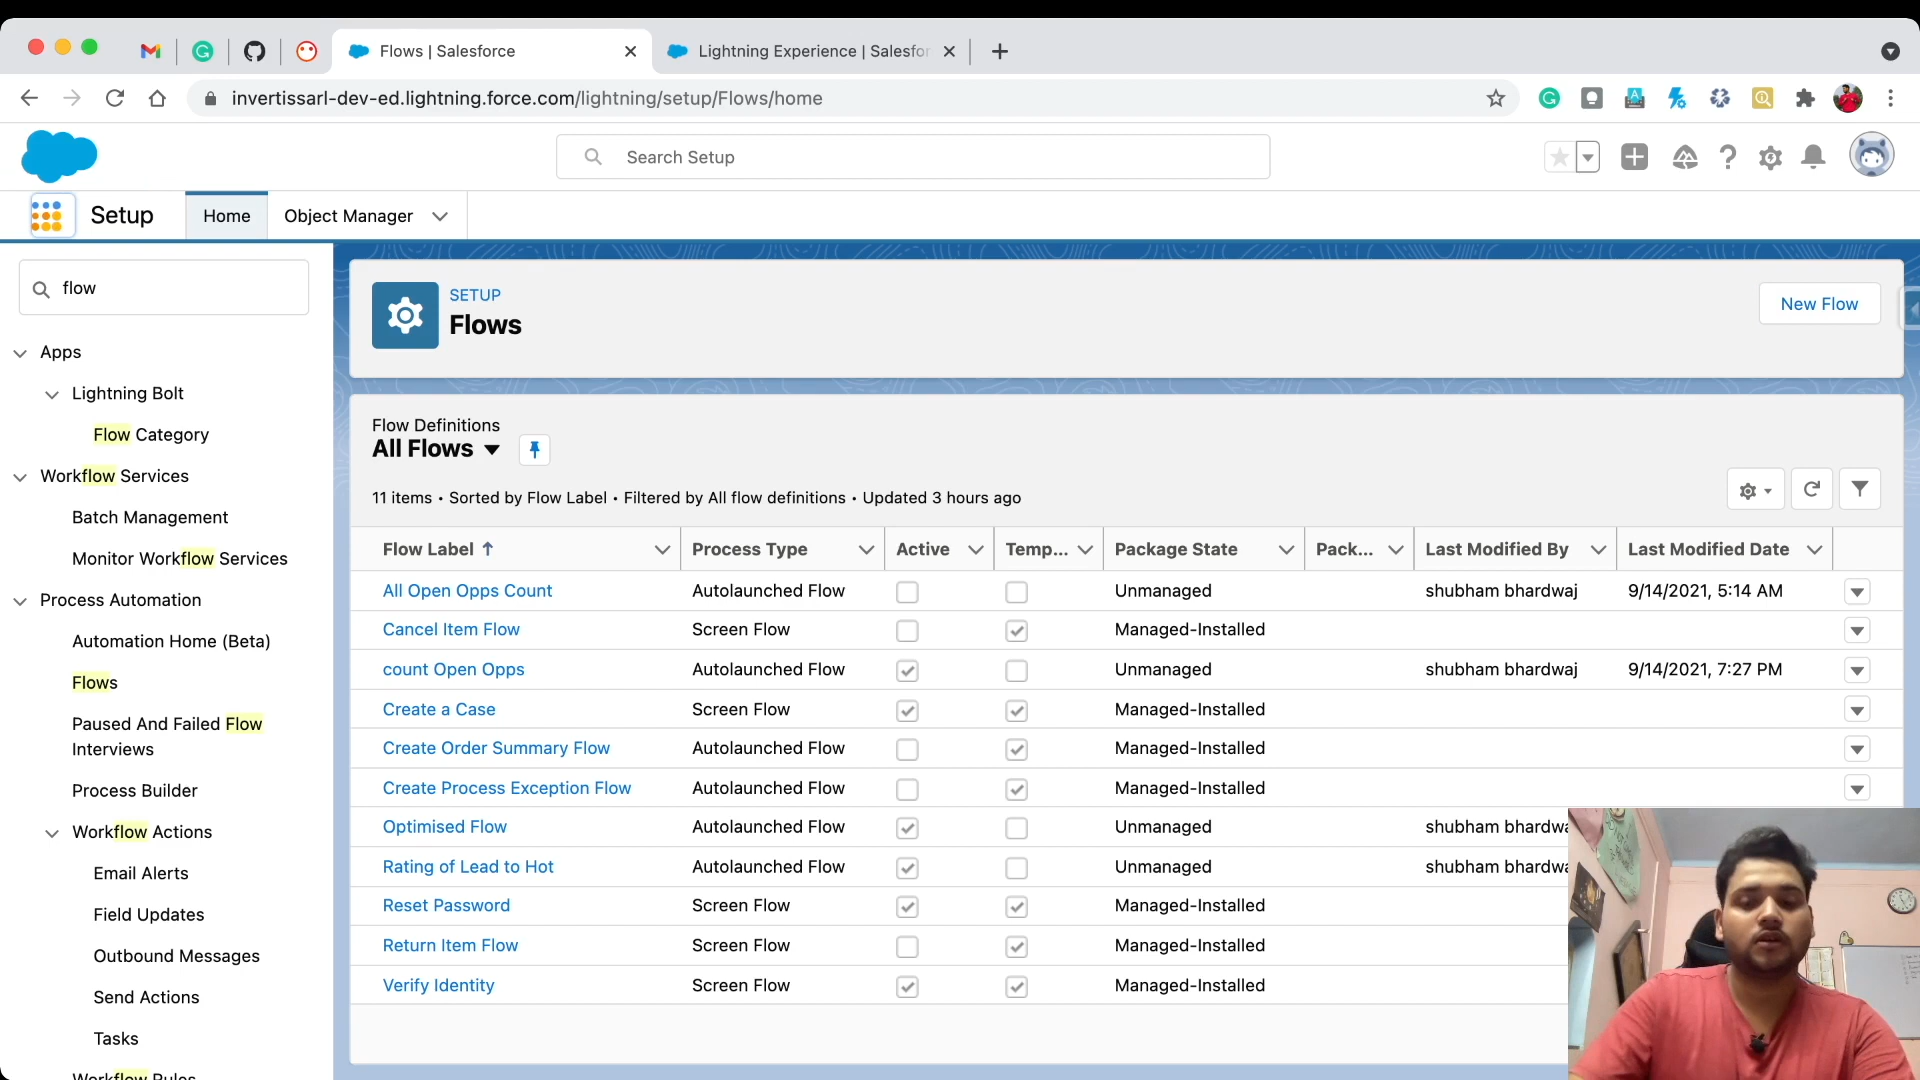 Flows | Salesforce
Lightning Experience | Salesfor
invertissarl-dev-ed.lightning.force.com/lightning/setup/Flows/home
Search Setup
Setup
Home
Object Manager
flow
Apps
Lightning Bolt
Flow Category
Workflow Services
Batch Management
Monitor Workflow Services
Process Automation
Automation Home (Beta)
Flows
Paused And Failed Flow
Interviews
Process Builder
Workflow Actions
Email Alerts
Field Updates
Outbound Messages
Send Actions
Tasks
Workflow Rules
SETUP
Flows
New Flow
Flow Definitions
All Flows
11 items • Sorted by Flow Label • Filtered by All flow definitions • Updated 3 hours ago
Flow Label Process Type Active Temp... Package State Pack... Last Modified By Last Modified Date
All Open Opps Count Autolaunched Flow Unmanaged shubham bhardwaj 9/14/2021, 5:14 AM
Cancel Item Flow Screen Flow Managed-Installed
count Open Opps Autolaunched Flow Unmanaged shubham bhardwaj 9/14/2021, 7:27 PM
Create a Case Screen Flow Managed-Installed
Create Order Summary Flow Autolaunched Flow Managed-Installed
Create Process Exception Flow Autolaunched Flow Managed-Installed
Optimised Flow Autolaunched Flow Unmanaged shubham bhardwa
Rating of Lead to Hot Autolaunched Flow Unmanaged shubham bhardwa
Reset Password Screen Flow Managed-Installed
Return Item Flow Screen Flow Managed-Installed
Verify Identity Screen Flow Managed-Installed